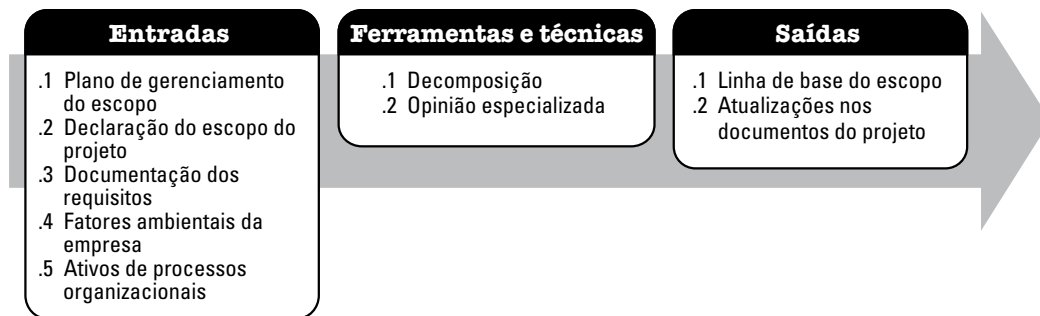 Entradas
.1 Plano de gerenciamento
do escopo
.2 Declaração do escopo do
projeto
.3 Documentação dos
requisitos
.4 Fatores ambientais da
empresa
.5 Ativos de processos
organizacionais
Ferramentas e técnicas
.1 Decomposição
.2 Opinião especializada
Saídas
.1 Linha de base do escopo
.2 Atualizações nos
documentos do projeto